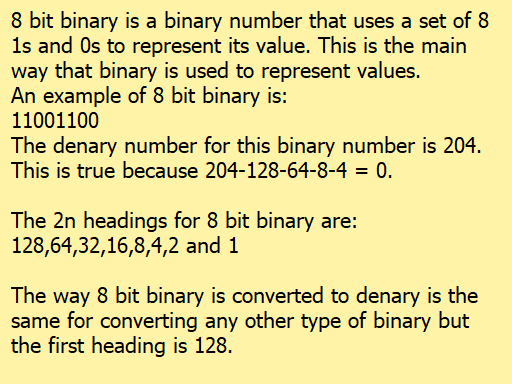 8 bit binary is a binary number that uses a set of 8
1s and 0s to represent its value. This is the main
way that binary is used to represent values.
An example of 8 bit binary is:
11001100
The denary number for this binary number is 204.
This is true because 204-128-64-8-4 = 0.
The 2n headings for 8 bit binary are:
128,64,32,16,8,4,2 and 1
The way 8 bit binary is converted to denary is the
same for converting any other type of binary but
the first heading is 128.